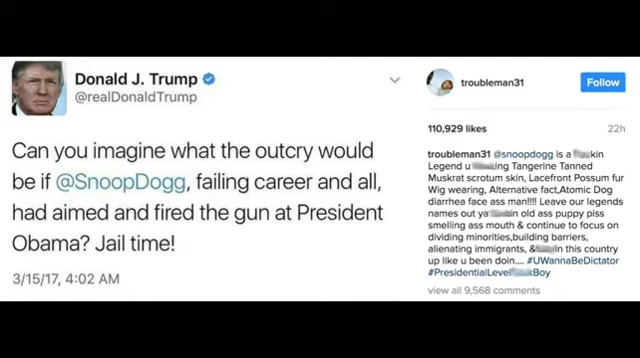 Donald J. Trump
@realDonaldTrump
Can you imagine what the outcry would
be if @SnoopDogg, failing career and all,
had aimed and fired the gun at President
Obama? Jail time!
3/15/17, 4:02 AM
troubleman31
Follow
110,929 likes 22h
troubleman31 @snoopdogg is a kin
Legend u ing Tangerine Tanned
Muskrat scrotum skin, Lacefront Possum fur
Wig wearing, Alternative fact,Atomic Dog
diarrhea face ass man!!!! Leave our legends
names out ya in old ass puppy piss
smelling ass mouth & continue to focus on
dividing minorities,building barriers,
alienating immigrants, & in this country
up like u been doin.... #UWannaBeDictator
#PresidentialLevel Boy
view all 9,568 comments